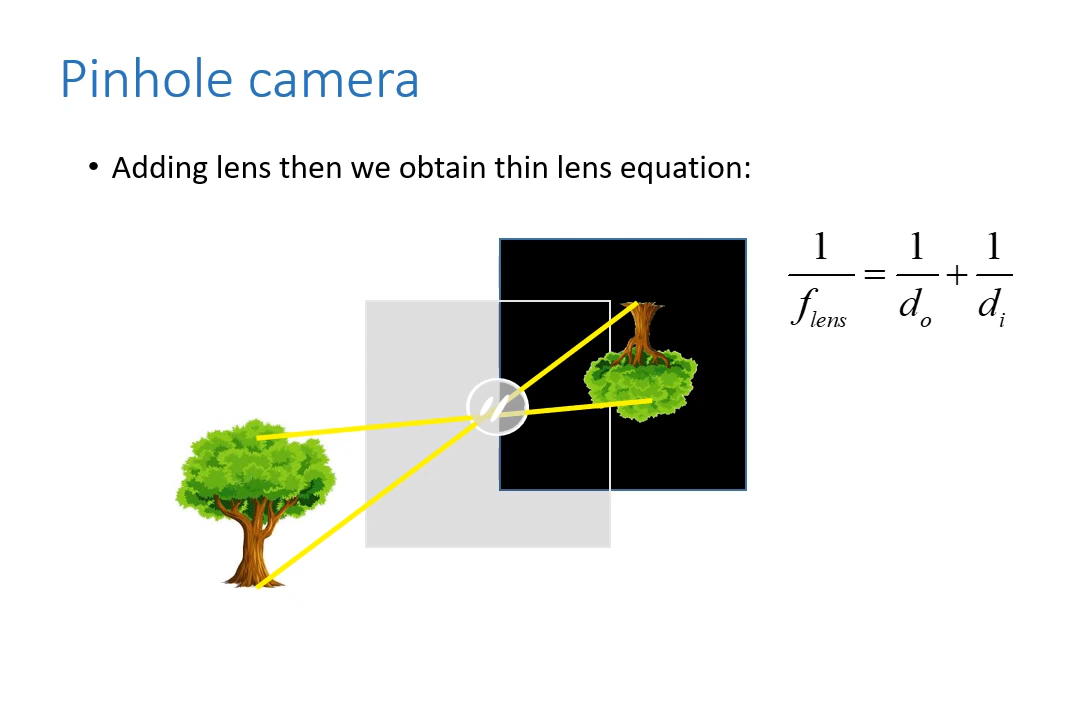 Pinhole camera
• Adding lens then we obtain thin lens equation:
1/f_lens = 1/d_o + 1/d_i